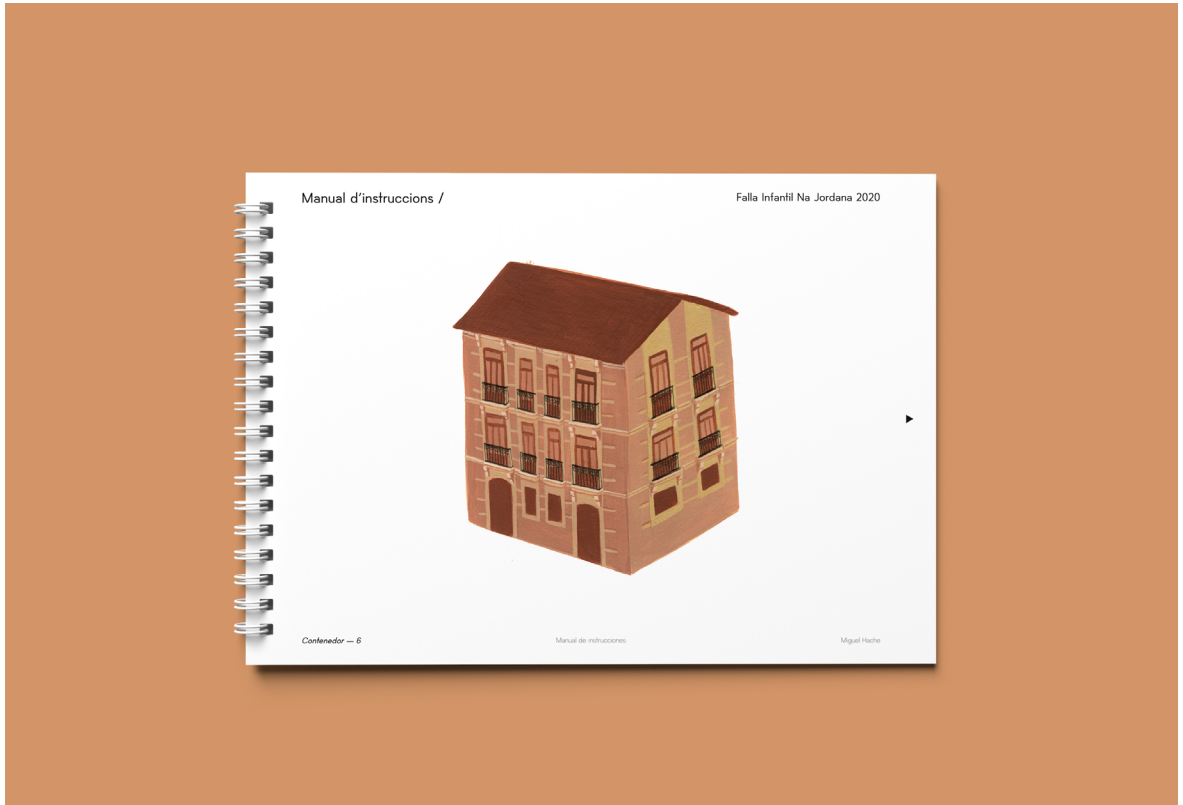 Manual d'instruccions /
Falla Infantil Na Jordana 2020
Contenedor — 6
Manual de instrucciones
Miguel Hache